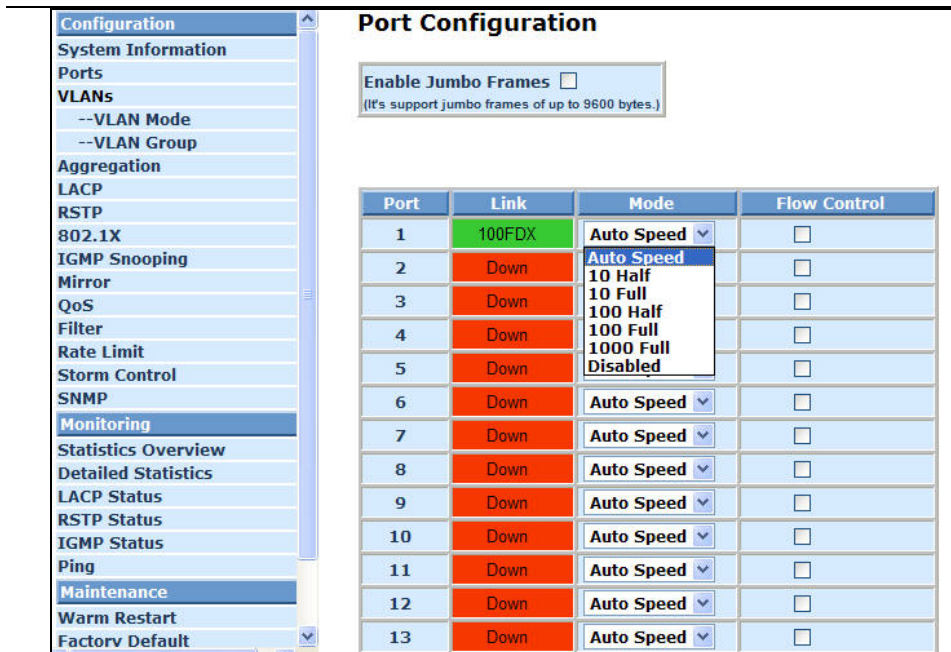 Configuration
System Information
Ports
VLANs
--VLAN Mode
--VLAN Group
Aggregation
LACP
RSTP
802.1X
IGMP Snooping
Mirror
QoS
Filter
Rate Limit
Storm Control
SNMP
Monitoring
Statistics Overview
Detailed Statistics
LACP Status
RSTP Status
IGMP Status
Ping
Maintenance
Warm Restart
Factory Default
Port Configuration
Enable Jumbo Frames
(It's support jumbo frames of up to 9600 bytes.)
Port Link Mode Flow Control
1 100FDX Auto Speed
Auto Speed
10 Half
10 Full
100 Half
100 Full
1000 Full
Disabled
2 Down
3 Down
4 Down
5 Down
6 Down Auto Speed
7 Down Auto Speed
8 Down Auto Speed
9 Down Auto Speed
10 Down Auto Speed
11 Down Auto Speed
12 Down Auto Speed
13 Down Auto Speed